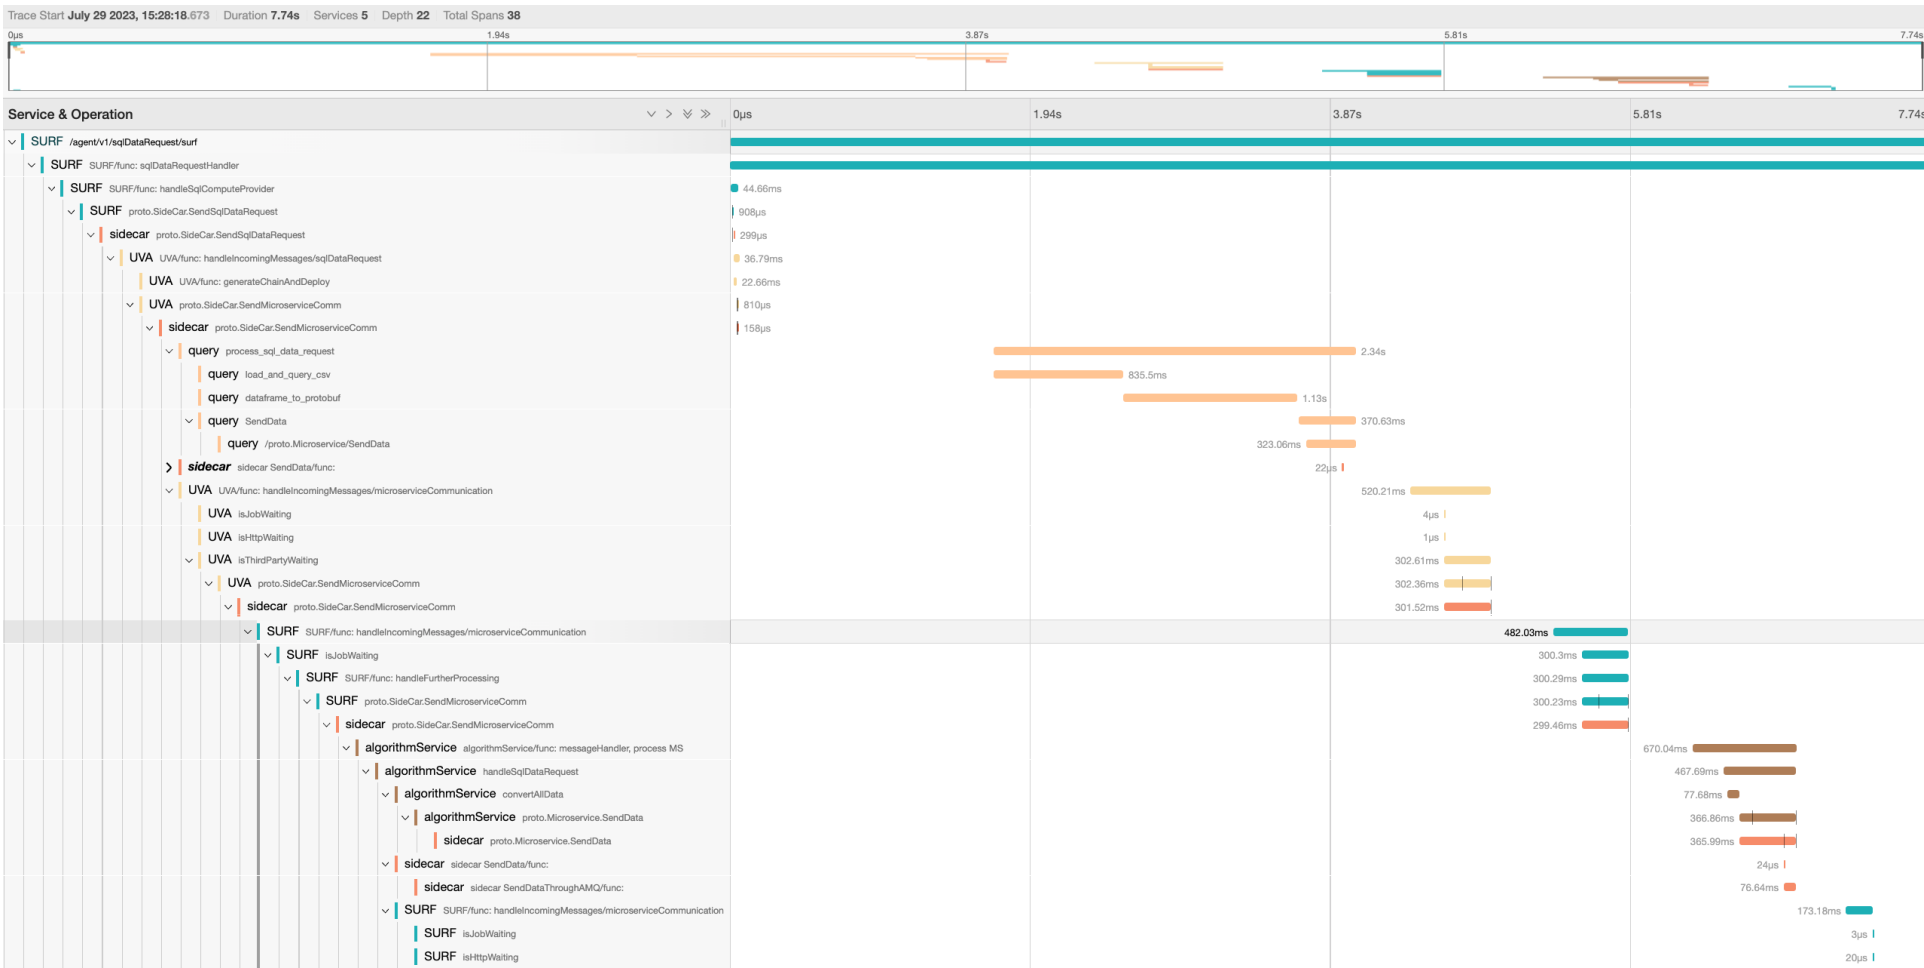 Trace Start July 29 2023, 15:28:18.673 Duration 7.74s Services 5 Depth 22 Total Spans 38
0µs 1.94s 3.87s 5.81s 7.74s
Service & Operation 0µs 1.94s 3.87s 5.81s 7.74s
SURF /agent/v1/sqlDataRequest/surf
SURF SURF/func: sqlDataRequestHandler
SURF SURF/func: handleSqlComputeProvider 44.66ms
SURF proto.SideCar.SendSqlDataRequest 908µs
sidecar proto.SideCar.SendSqlDataRequest 299µs
UVA UVA/func: handleIncomingMessages/sqlDataRequest 36.79ms
UVA UVA/func: generateChainAndDeploy 22.66ms
UVA proto.SideCar.SendMicroserviceComm 810µs
sidecar proto.SideCar.SendMicroserviceComm 158µs
query process_sql_data_request 2.34s
query load_and_query_csv 835.5ms
query dataframe_to_protobuf 1.13s
query SendData 370.63ms
query /proto.Microservice/SendData 323.06ms
sidecar sidecar SendData/func: 22µs
UVA UVA/func: handleIncomingMessages/microserviceCommunication 520.21ms
UVA isJobWaiting 4µs
UVA isHttpWaiting 1µs
UVA isThirdPartyWaiting 302.61ms
UVA proto.SideCar.SendMicroserviceComm 302.36ms
sidecar proto.SideCar.SendMicroserviceComm 301.52ms
SURF SURF/func: handleIncomingMessages/microserviceCommunication 482.03ms
SURF isJobWaiting 300.3ms
SURF SURF/func: handleFurtherProcessing 300.29ms
SURF proto.SideCar.SendMicroserviceComm 300.23ms
sidecar proto.SideCar.SendMicroserviceComm 299.46ms
algorithmService algorithmService/func: messageHandler, process MS 670.04ms
algorithmService handleSqlDataRequest 467.69ms
algorithmService convertAllData 77.68ms
algorithmService proto.Microservice.SendData 366.86ms
sidecar proto.Microservice.SendData 365.99ms
sidecar sidecar SendData/func: 24µs
sidecar sidecar SendDataThroughAMQ/func: 76.64ms
SURF SURF/func: handleIncomingMessages/microserviceCommunication 173.18ms
SURF isJobWaiting 3µs
SURF isHttpWaiting 20µs